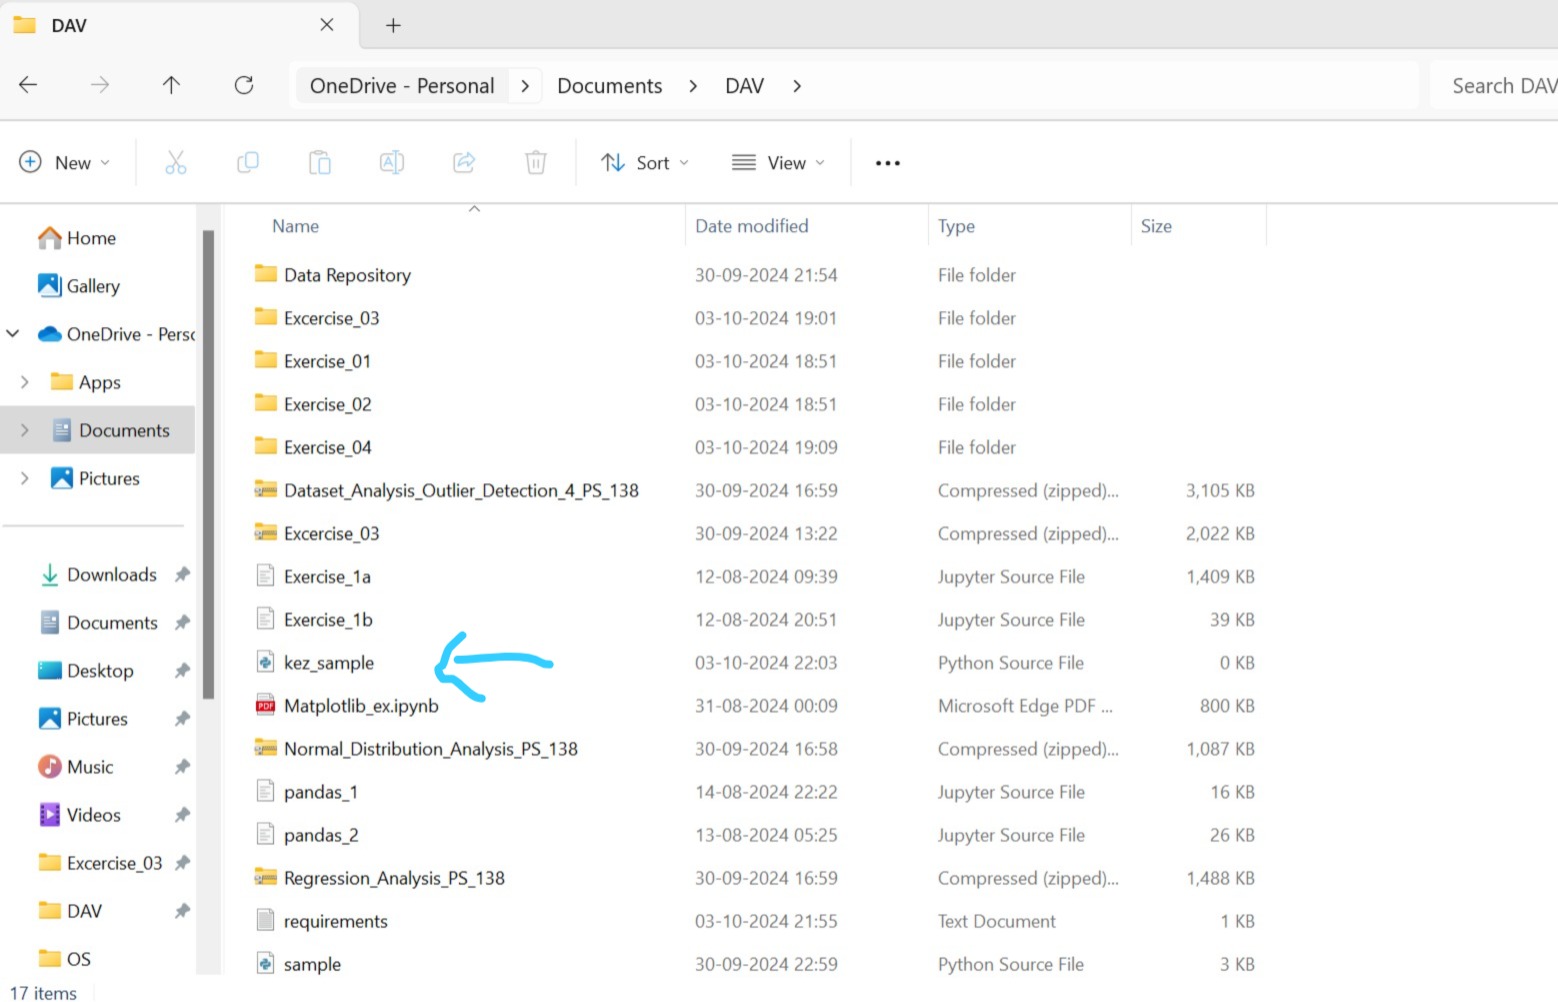 DAV
OneDrive - Personal > Documents > DAV >
Search DAV
New
Sort
View
Name Date modified Type Size
Home
Gallery
OneDrive - Perso
Apps
Documents
Pictures
Downloads
Documents
Desktop
Pictures
Music
Videos
Excercise_03
DAV
OS
Data Repository 30-09-2024 21:54 File folder
Excercise_03 03-10-2024 19:01 File folder
Exercise_01 03-10-2024 18:51 File folder
Exercise_02 03-10-2024 18:51 File folder
Exercise_04 03-10-2024 19:09 File folder
Dataset_Analysis_Outlier_Detection_4_PS_138 30-09-2024 16:59 Compressed (zipped)... 3,105 KB
Excercise_03 30-09-2024 13:22 Compressed (zipped)... 2,022 KB
Exercise_1a 12-08-2024 09:39 Jupyter Source File 1,409 KB
Exercise_1b 12-08-2024 20:51 Jupyter Source File 39 KB
kez_sample 03-10-2024 22:03 Python Source File 0 KB
PDF Matplotlib_ex.ipynb 31-08-2024 00:09 Microsoft Edge PDF ... 800 KB
Normal_Distribution_Analysis_PS_138 30-09-2024 16:58 Compressed (zipped)... 1,087 KB
pandas_1 14-08-2024 22:22 Jupyter Source File 16 KB
pandas_2 13-08-2024 05:25 Jupyter Source File 26 KB
Regression_Analysis_PS_138 30-09-2024 16:59 Compressed (zipped)... 1,488 KB
requirements 03-10-2024 21:55 Text Document 1 KB
sample 30-09-2024 22:59 Python Source File 3 KB
17 items